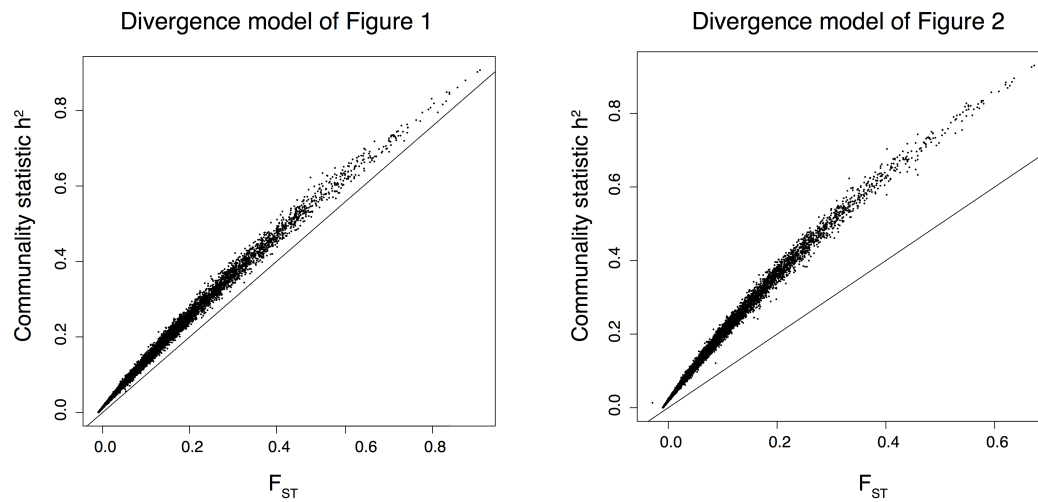 Divergence model of Figure 1
Communality statistic h²
0.8
0.6
0.4
0.2
0.0
0.0 0.2 0.4 0.6 0.8
F_ST
Divergence model of Figure 2
Communality statistic h²
0.8
0.6
0.4
0.2
0.0
0.0 0.2 0.4 0.6
F_ST